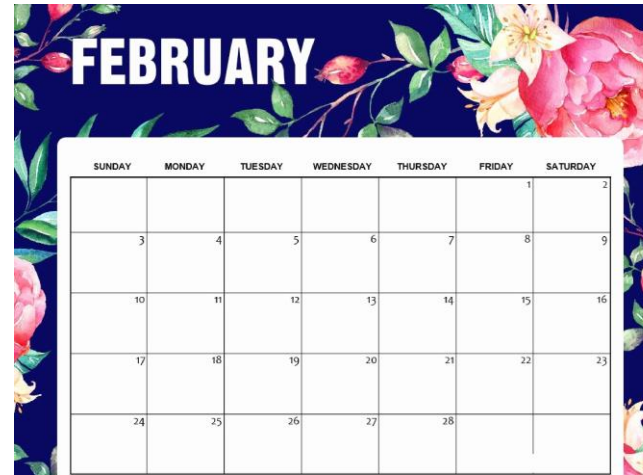 FEBRUARY
SUNDAY MONDAY TUESDAY WEDNESDAY THURSDAY FRIDAY SATURDAY
1 2
3 4 5 6 7 8 9
10 11 12 13 14 15 16
17 18 19 20 21 22 23
24 25 26 27 28